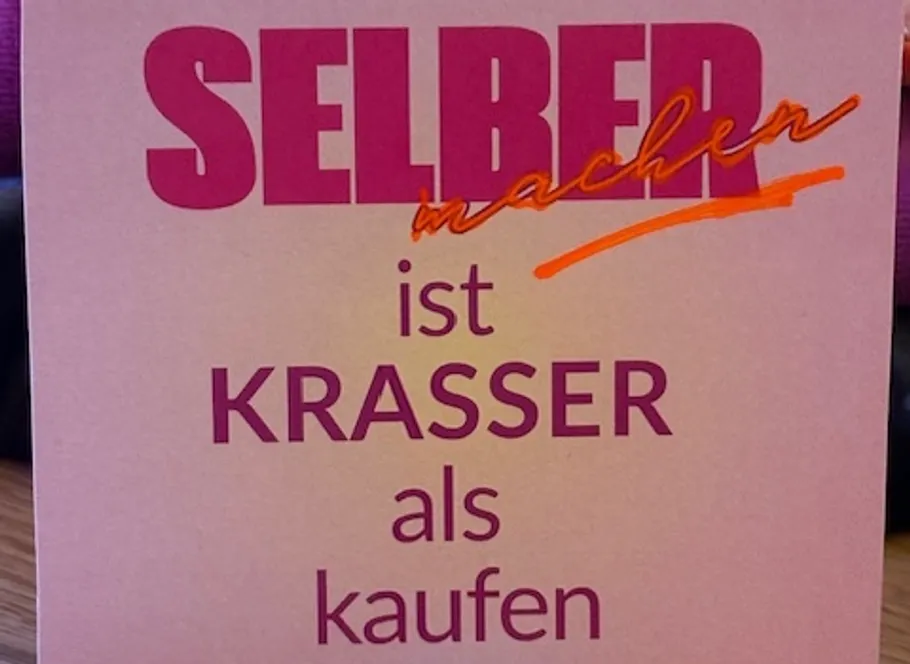 SELBER
machen
ist
KRASSER
als
kaufen